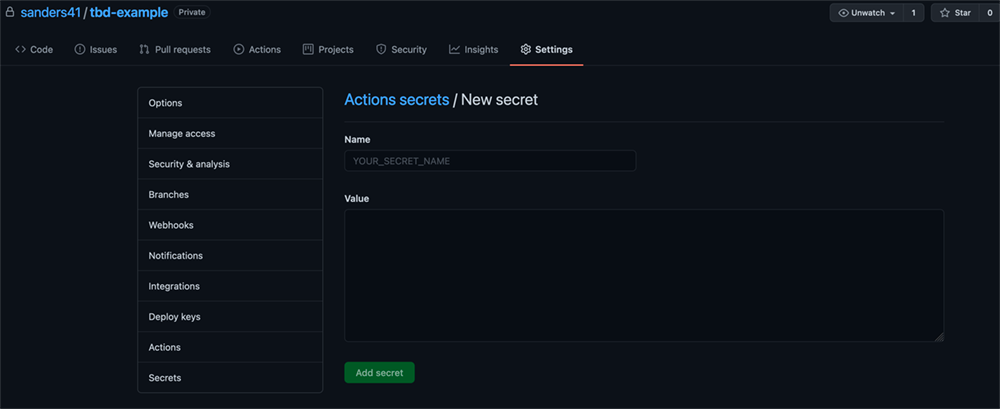 sanders41 / tbd-example Private Unwatch 1 Star 0
Code Issues Pull requests Actions Projects Security Insights Settings
Options
Manage access
Security & analysis
Branches
Webhooks
Notifications
Integrations
Deploy keys
Actions
Secrets
Actions secrets / New secret
Name
YOUR_SECRET_NAME
Value
Add secret